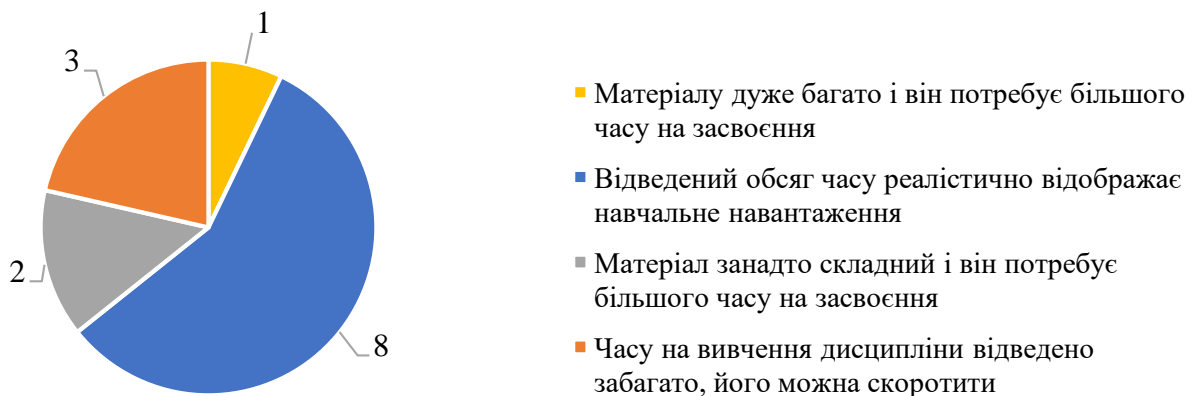 1
3
2
8
Матеріалу дуже багато і він потребує більшого
часу на засвоєння
Відведений обсяг часу реалістично відображає
навчальне навантаження
Матеріал занадто складний і він потребує
більшого часу на засвоєння
Часу на вивчення дисципліни відведено
забагато, його можна скоротити